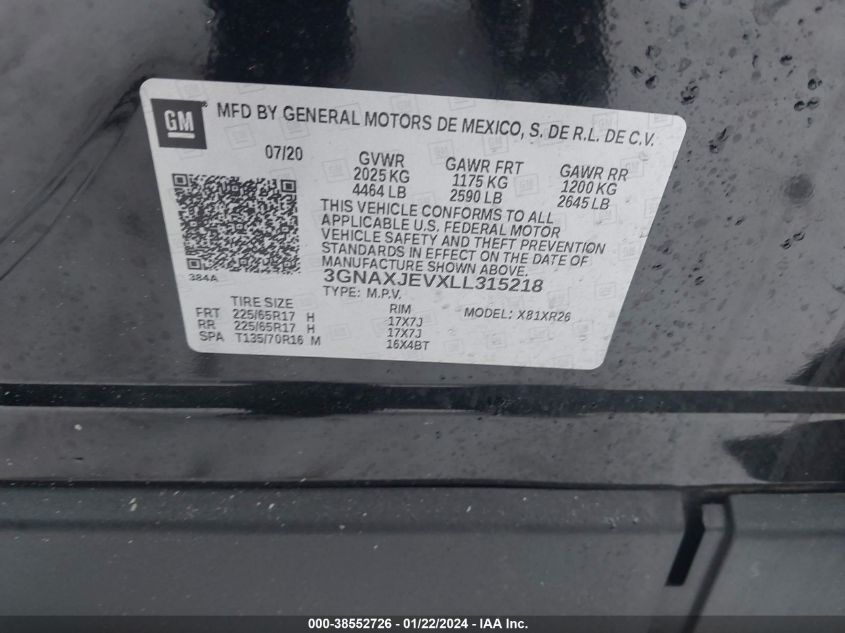 GM
MFD BY GENERAL MOTORS DE MEXICO, S. DE R.L. DE C.V.
07/20 GVWR GAWR FRT GAWR RR
2025 KG 1175 KG 1200 KG
4464 LB 2590 LB 2645 LB
THIS VEHICLE CONFORMS TO ALL
APPLICABLE U.S. FEDERAL MOTOR
VEHICLE SAFETY AND THEFT PREVENTION
STANDARDS IN EFFECT ON THE DATE OF
MANUFACTURE SHOWN ABOVE.
384A 3GNAXJEVXLL315218
TYPE: M.P.V.
TIRE SIZE RIM MODEL: X81XR26
FRT 225/65R17 H 17X7J
RR 225/65R17 H 17X7J
SPA T135/70R16 M 16X4BT
000-38552726 - 01/22/2024 - IAA Inc.